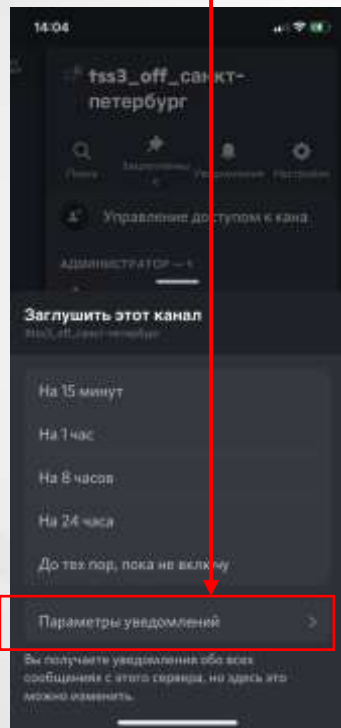 14:04
tss3_off_санкт-
петербург
Поиск
Уведомления
Настройки
Управление доступом к кана
АДМИНИСТРАТОР — 1
Заглушить этот канал
На 15 минут
На 1 час
На 8 часов
На 24 часа
До тех пор, пока не включу
Параметры уведомлений
Вы получаете уведомления обо всех
сообщениях с этого сервера, но здесь это
можно изменить.